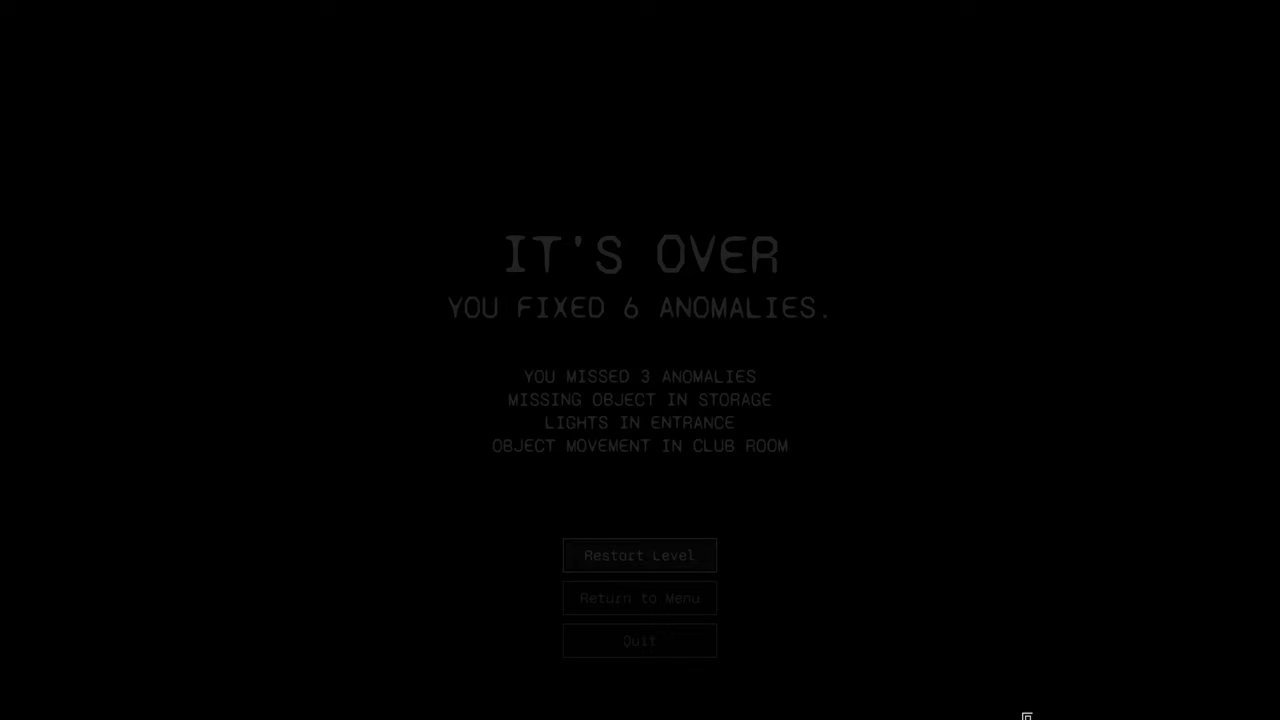 IT'S OVER
YOU FIXED 6 ANOMALIES.
YOU MISSED 3 ANOMALIES
MISSING OBJECT IN STORAGE
LIGHTS IN ENTRANCE
OBJECT MOVEMENT IN CLUB ROOM
Restart Level
Return to Menu
Quit